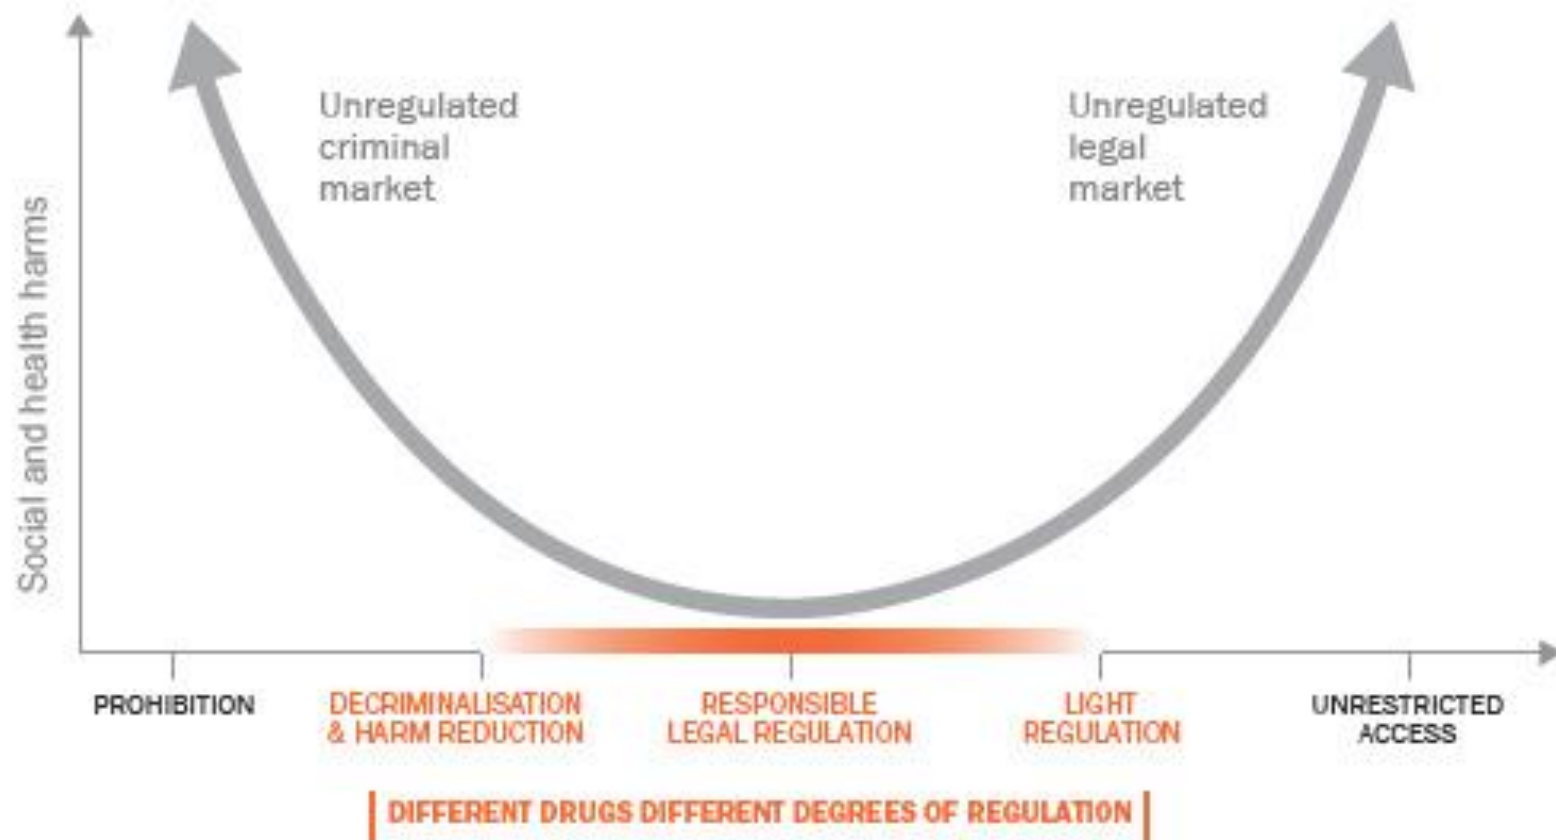 Social and health harms
Unregulated
criminal
market
Unregulated
legal
market
PROHIBITION
DECRIMINALISATION
& HARM REDUCTION
RESPONSIBLE
LEGAL REGULATION
LIGHT
REGULATION
UNRESTRICTED
ACCESS
DIFFERENT DRUGS DIFFERENT DEGREES OF REGULATION